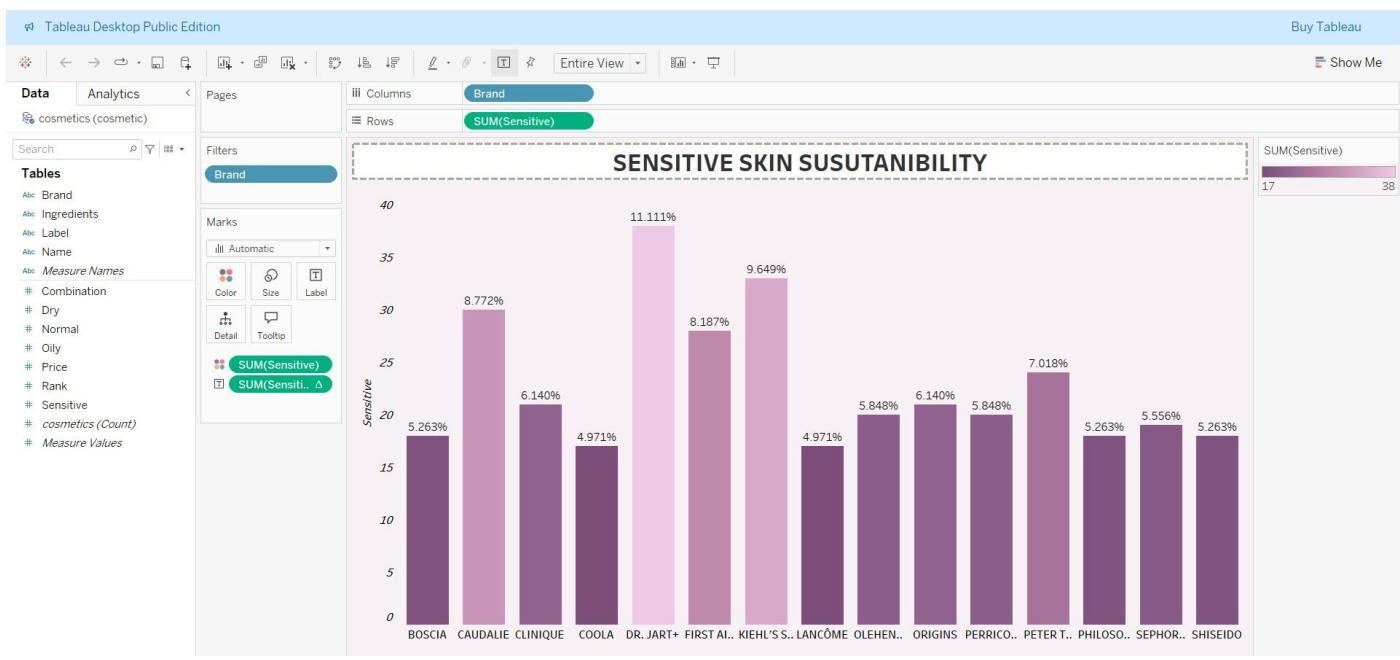 Tableau Desktop Public Edition
Buy Tableau
Entire View
Show Me
Data
Analytics
cosmetics (cosmetic)
Search
Tables
Abc Brand
Abc Ingredients
Abc Label
Abc Name
Abc Measure Names
# Combination
# Dry
# Normal
# Oily
# Price
# Rank
# Sensitive
# cosmetics (Count)
# Measure Values
Pages
Filters
Brand
Marks
Automatic
Color Size Label
Detail Tooltip
SUM(Sensitive)
SUM(Sensiti.. Δ
iii Columns
Brand
Rows
SUM(Sensitive)
SENSITIVE SKIN SUSUTANIBILITY
Sensitive
40
35
30
25
20
15
10
5
0
5.263%
8.772%
6.140%
4.971%
11.111%
8.187%
9.649%
4.971%
5.848%
6.140%
5.848%
7.018%
5.263%
5.556%
5.263%
BOSCIA CAUDALIE CLINIQUE COOLA DR. JART+ FIRST AI.. KIEHL'S S.. LANCÔME OLEHEN.. ORIGINS PERRICO.. PETER T.. PHILOSO.. SEPHOR.. SHISEIDO
SUM(Sensitive)
17 38